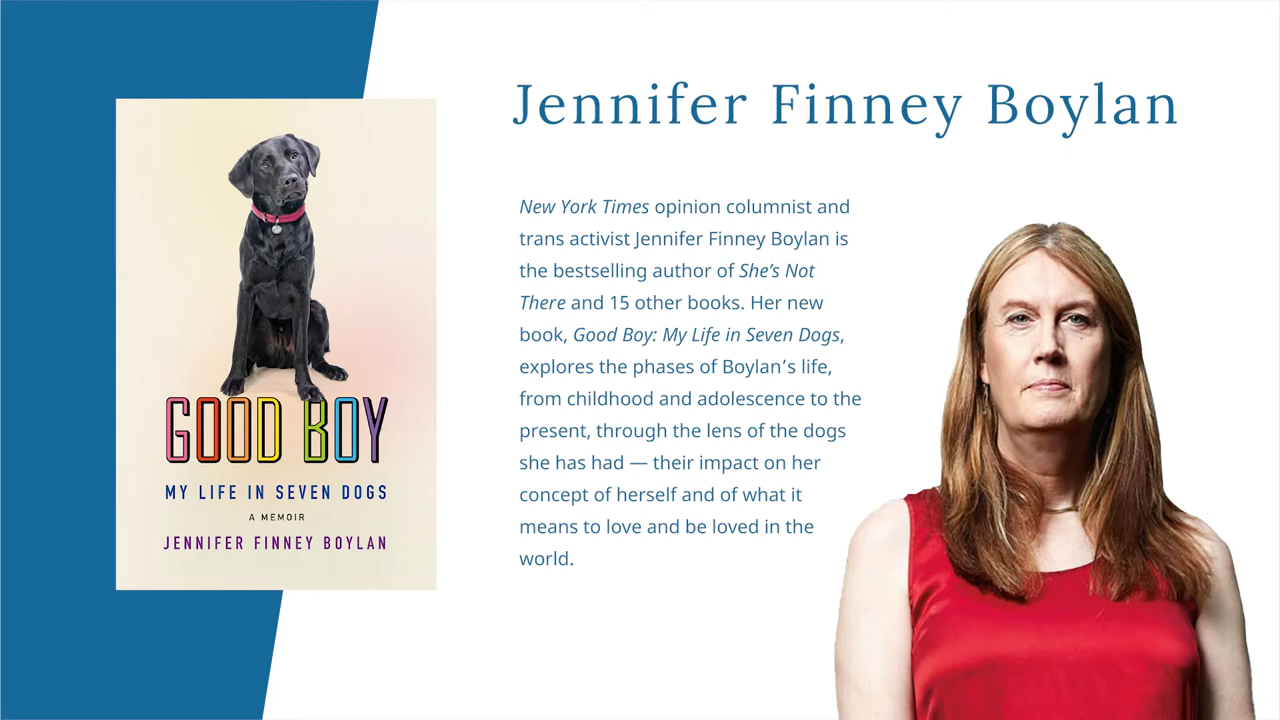 Jennifer Finney Boylan
New York Times opinion columnist and
trans activist Jennifer Finney Boylan is
the bestselling author of She's Not
There and 15 other books. Her new
book, Good Boy: My Life in Seven Dogs,
explores the phases of Boylan's life,
from childhood and adolescence to the
present, through the lens of the dogs
she has had — their impact on her
concept of herself and of what it
means to love and be loved in the
world.
GOOD BOY
MY LIFE IN SEVEN DOGS
A MEMOIR
JENNIFER FINNEY BOYLAN